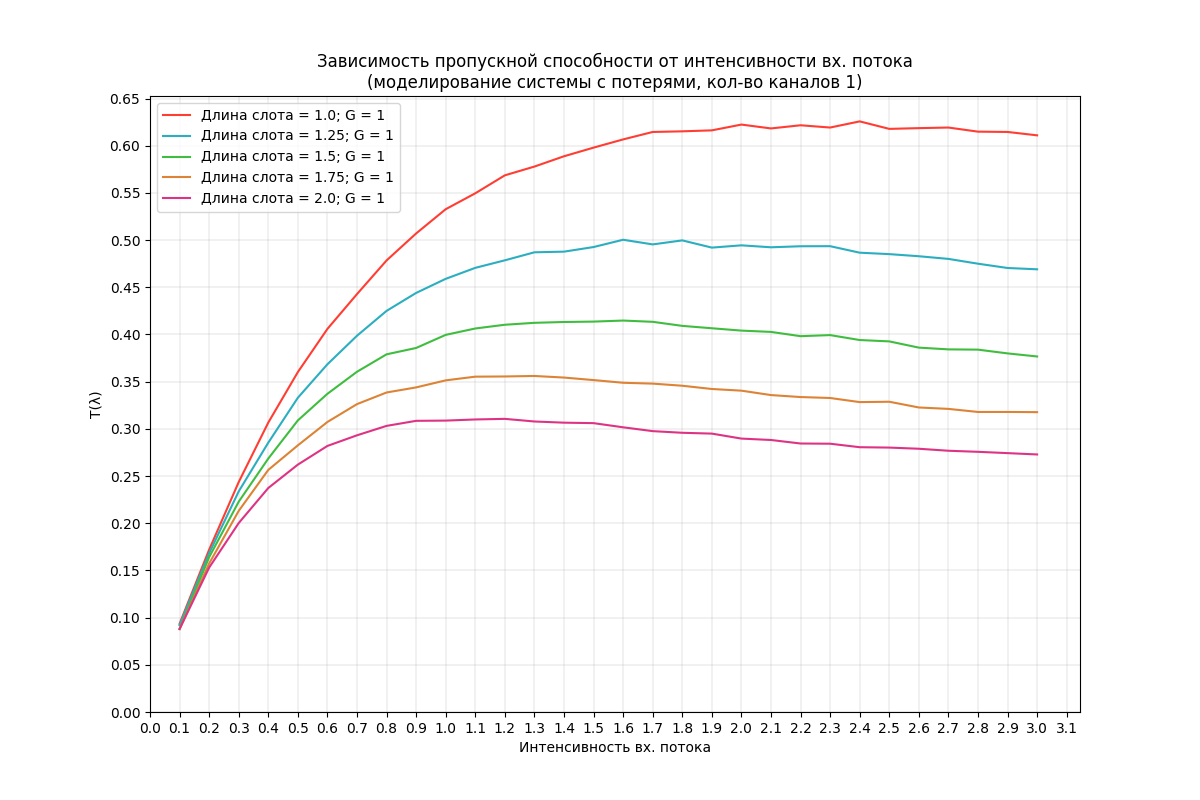 Зависимость пропускной способности от интенсивности вх. потока
(моделирование системы с потерями, кол-во каналов 1)
T(λ)
0.65
0.60
0.55
0.50
0.45
0.40
0.35
0.30
0.25
0.20
0.15
0.10
0.05
0.00
Длина слота = 1.0; G = 1
Длина слота = 1.25; G = 1
Длина слота = 1.5; G = 1
Длина слота = 1.75; G = 1
Длина слота = 2.0; G = 1
0.0 0.1 0.2 0.3 0.4 0.5 0.6 0.7 0.8 0.9 1.0 1.1 1.2 1.3 1.4 1.5 1.6 1.7 1.8 1.9 2.0 2.1 2.2 2.3 2.4 2.5 2.6 2.7 2.8 2.9 3.0 3.1
Интенсивность вх. потока